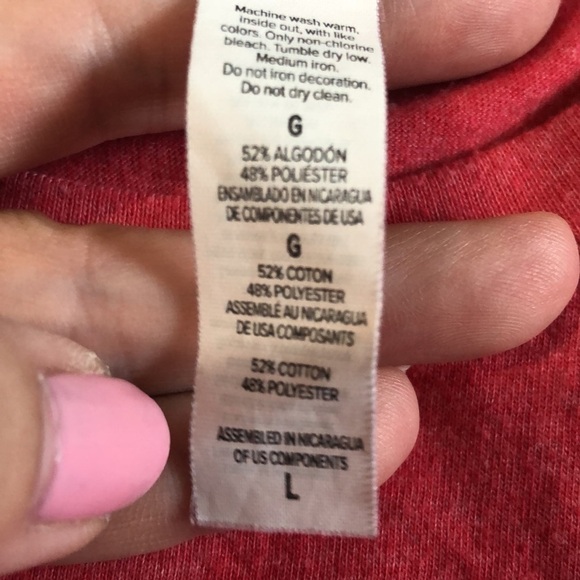 Machine wash warm,
inside out, with like
colors. Only non-chlorine
bleach. Tumble dry low.
Medium iron.
Do not iron decoration.
Do not dry clean.
G
52% ALGODÓN
48% POLIÉSTER
ENSAMBLADO EN NICARAGUA
DE COMPONENTES DE USA
G
52% COTON
48% POLYESTER
ASSEMBLÉ AU NICARAGUA
DE USA COMPOSANTS
52% COTTON
48% POLYESTER
ASSEMBLED IN NICARAGUA
OF US COMPONENTS
L